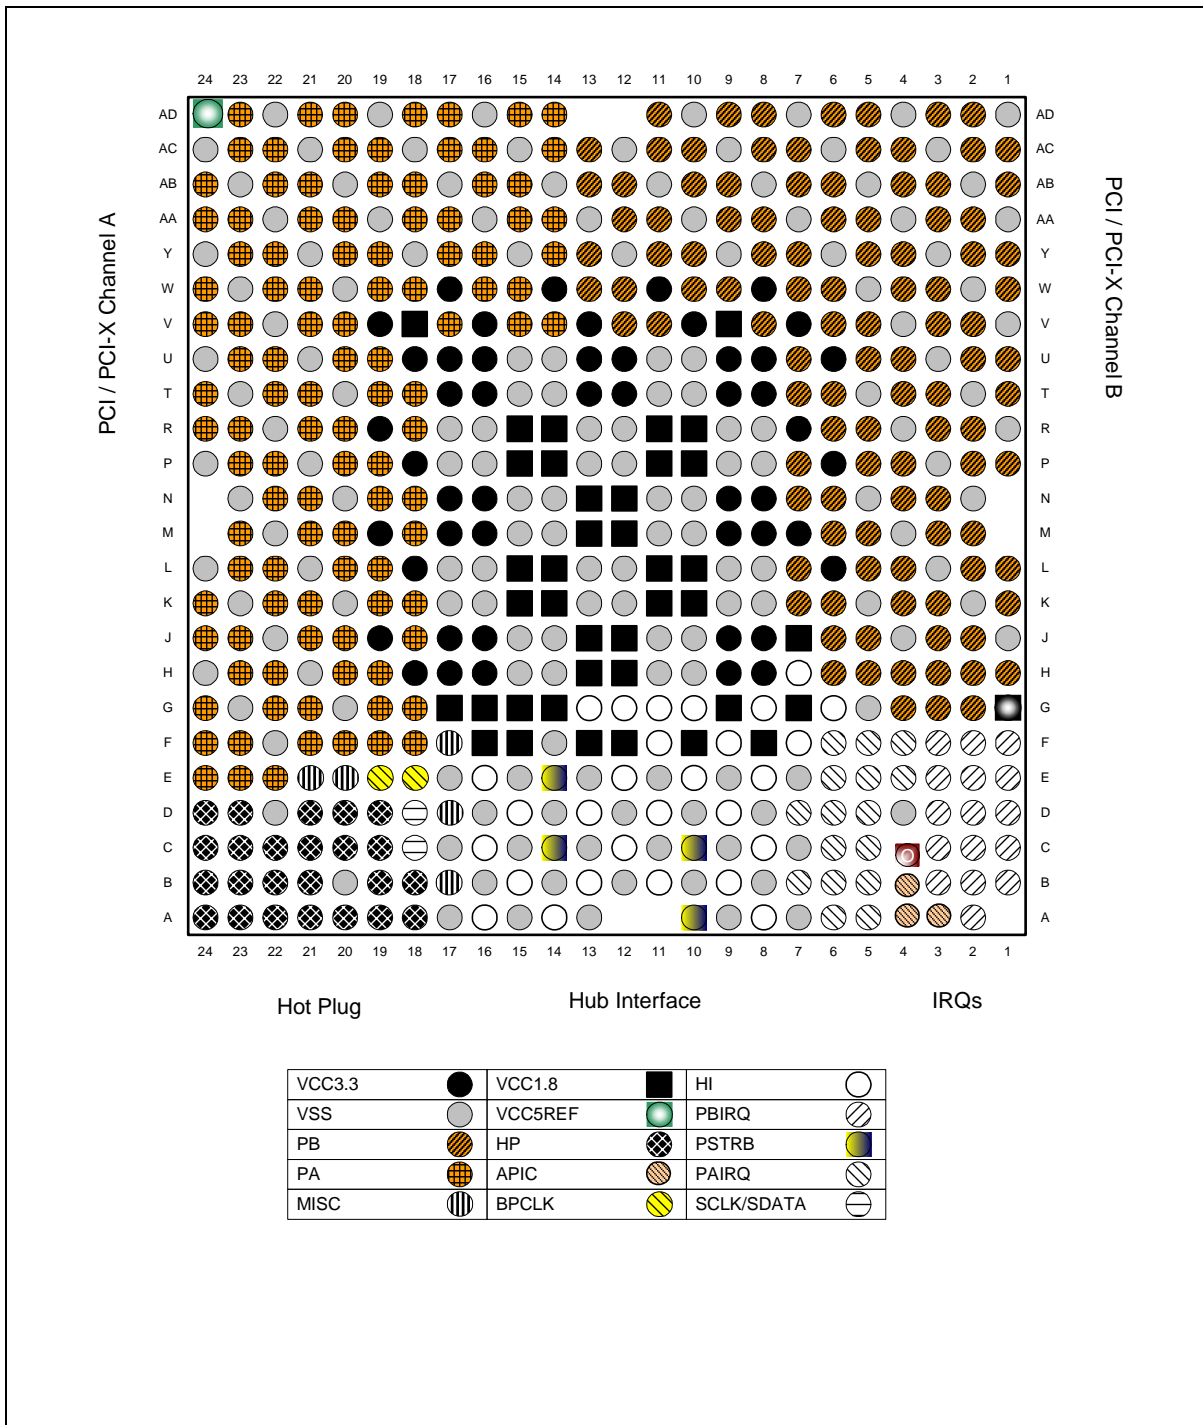 24 23 22 21 20 19 18 17 16 15 14 13 12 11 10 9 8 7 6 5 4 3 2 1
AD AD
AC AC
AB AB
AA AA
Y Y
W W
V V
U U
T T
R R
P P
N N
M M
L L
K K
J J
H H
G G
F F
E E
D D
C O C
B B
A A
24 23 22 21 20 19 18 17 16 15 14 13 12 11 10 9 8 7 6 5 4 3 2 1
PCI / PCI-X Channel A
PCI / PCI-X Channel B
Hot Plug
Hub Interface
IRQs
VCC3.3 VCC1.8 HI
VSS VCC5REF PBIRQ
PB HP PSTRB
PA APIC PAIRQ
MISC BPCLK SCLK/SDATA